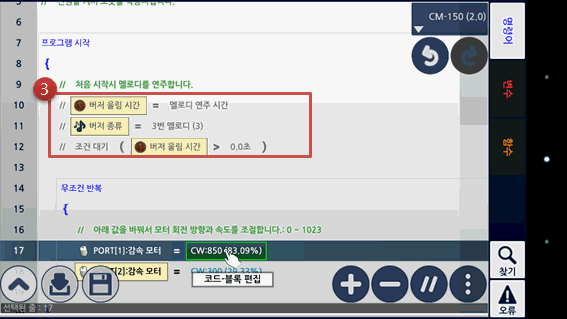 CM-150 (2.0)
6
7 프로그램 시작
8 {
9 // 처음 시작시 멜로디를 연주합니다.
3
10 // 버저 울림 시간 = 멜로디 연주 시간
11 // 버저 종류 = 3번 멜로디 (3)
12 // 조건 대기 ( 버저 울림 시간 > 0.0초 )
13
14 무조건 반복
15 {
16 // 아래 값을 바꿔서 모터 회전 방향과 속도를 조절합니다.: 0 ~ 1023
17 PORT[1]:감속 모터 = CW:850 (83.09%)
18 PORT[2]:감속 모터 = CW:300 (29.33%)
코드-블록 편집
선택된 줄 : 17
명령어
변수
함수
찾기
오류